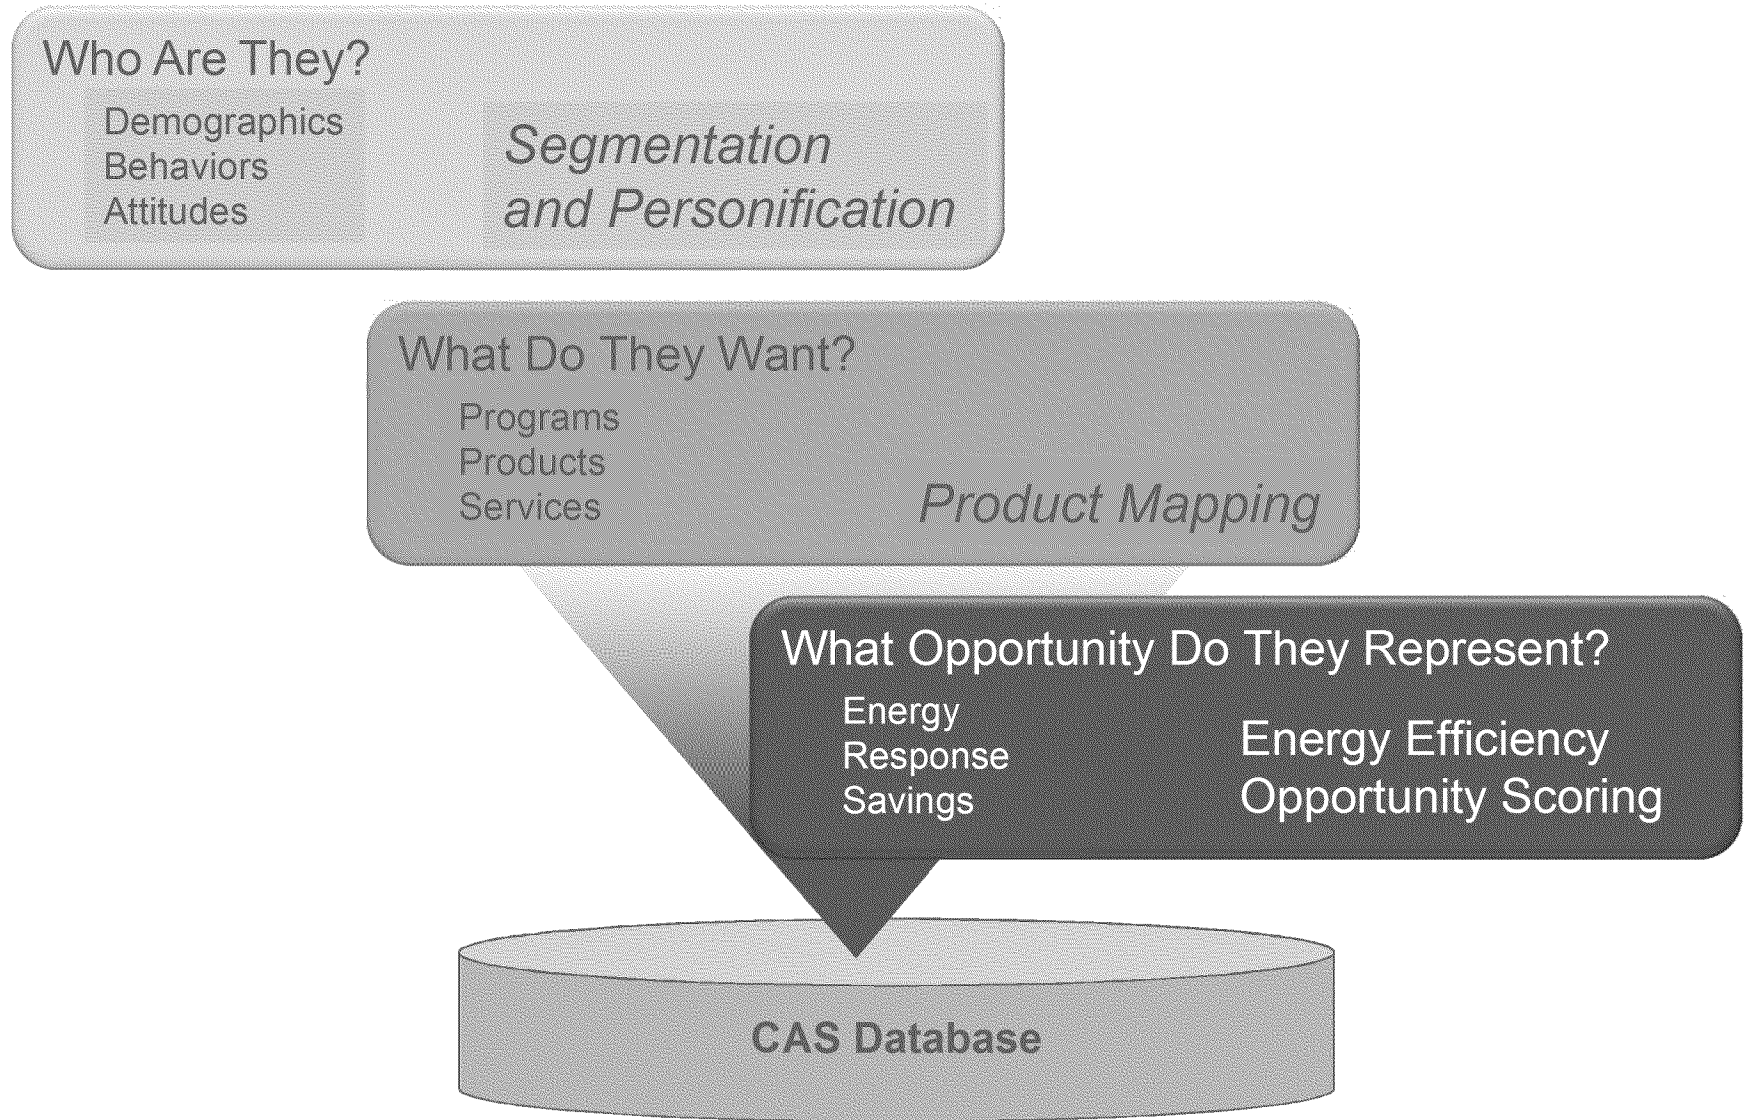 Who Are They?
Demographics
Behaviors
Attitudes
Segmentation
and Personification
What Do They Want?
Programs
Products
Services
Product Mapping
What Opportunity Do They Represent?
Energy
Response
Savings
Energy Efficiency
Opportunity Scoring
CAS Database